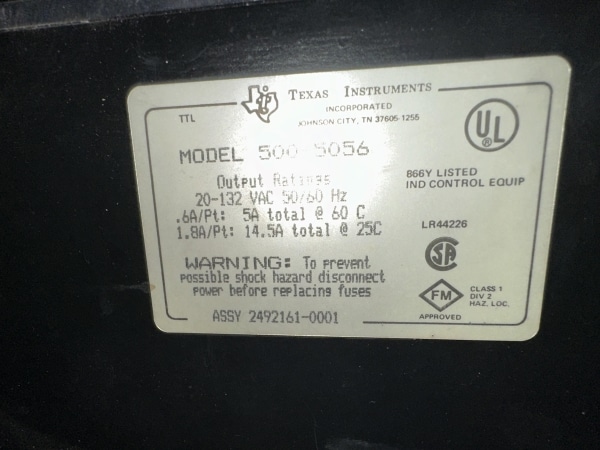 TEXAS INSTRUMENTS
INCORPORATED
JOHNSON CITY, TN 37605-1255
TTL
MODEL 500 5056
Output Ratings
20-132 VAC 50/60 Hz
.6A/Pt: 5A total @ 60 C
1.8A/Pt: 14.5A total @ 25C
WARNING: To prevent
possible shock hazard disconnect
power before replacing fuses
ASSY 2492161-0001
UL
866Y LISTED
IND CONTROL EQUIP
LR44226
SA
FM
APPROVED
CLASS 1
DIV 2
HAZ. LOC.